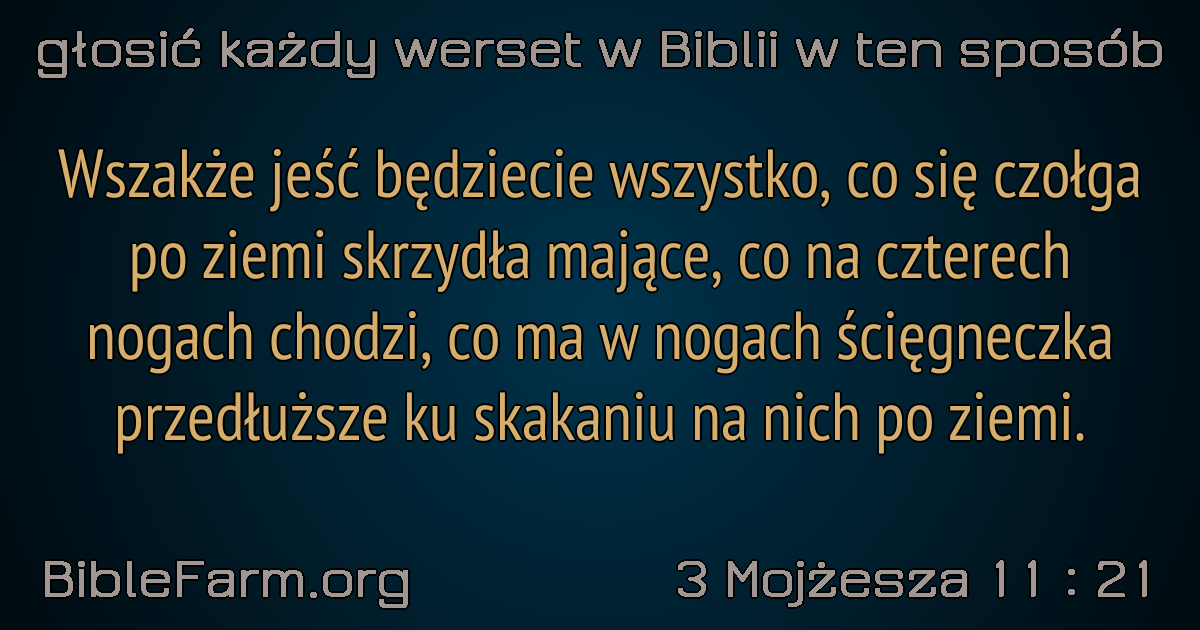 głosić każdy werset w Biblii w ten sposób
Wszakże jeść będziecie wszystko, co się czołga
po ziemi skrzydła mające, co na czterech
nogach chodzi, co ma w nogach ścięgneczka
przedłuższe ku skakaniu na nich po ziemi.
BibleFarm.org
3 Mojżesza 11 : 21